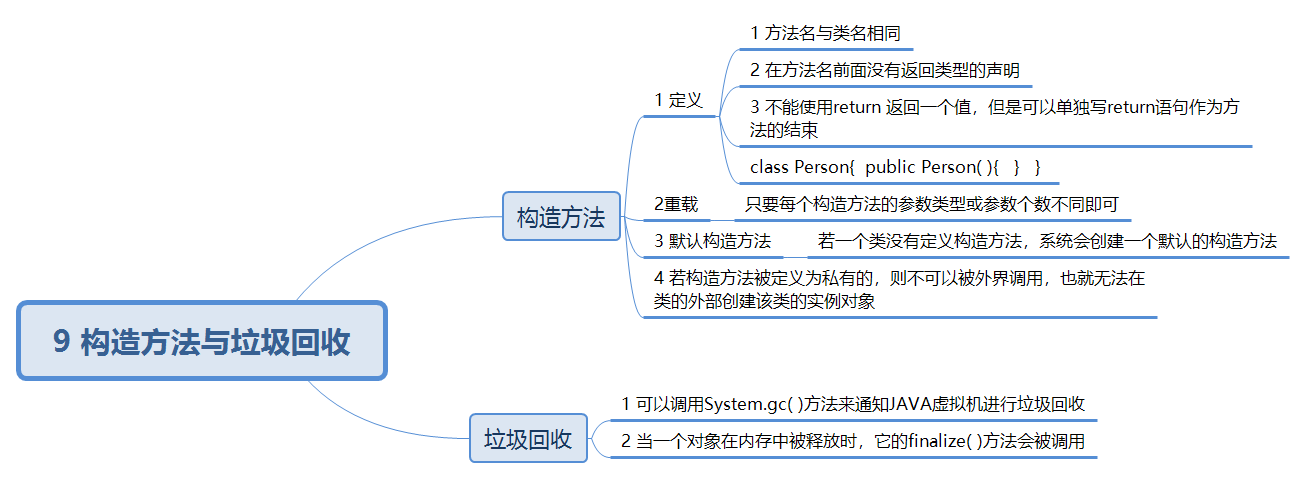 9 构造方法与垃圾回收
构造方法
1 定义
1 方法名与类名相同
2 在方法名前面没有返回类型的声明
3 不能使用return 返回一个值，但是可以单独写return语句作为方
法的结束
class Person{  public Person( ){   }   }
2重载
只要每个构造方法的参数类型或参数个数不同即可
3 默认构造方法
若一个类没有定义构造方法，系统会创建一个默认的构造方法
4 若构造方法被定义为私有的，则不可以被外界调用，也就无法在
类的外部创建该类的实例对象
垃圾回收
1 可以调用System.gc( )方法来通知JAVA虚拟机进行垃圾回收
2 当一个对象在内存中被释放时，它的finalize( )方法会被调用